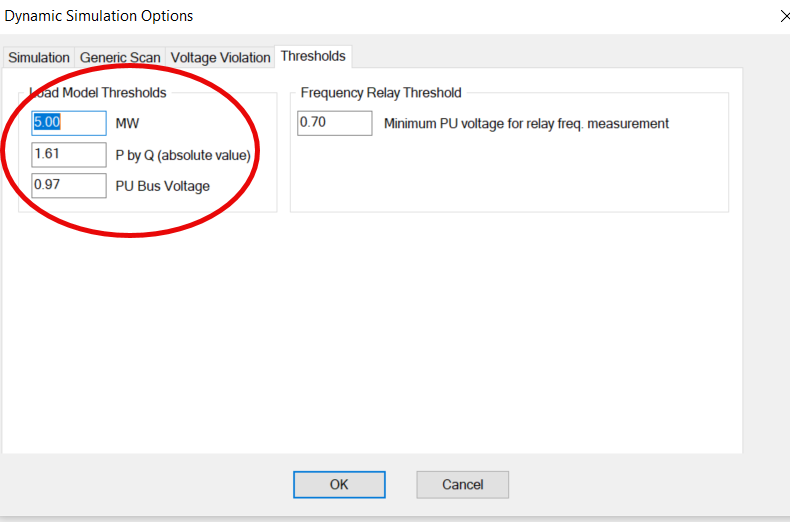 Dynamic Simulation Options
Simulation Generic Scan Voltage Violation Thresholds
Load Model Thresholds
5.00 MW
1.61 P by Q (absolute value)
0.97 PU Bus Voltage
Frequency Relay Threshold
0.70 Minimum PU voltage for relay freq. measurement
OK Cancel